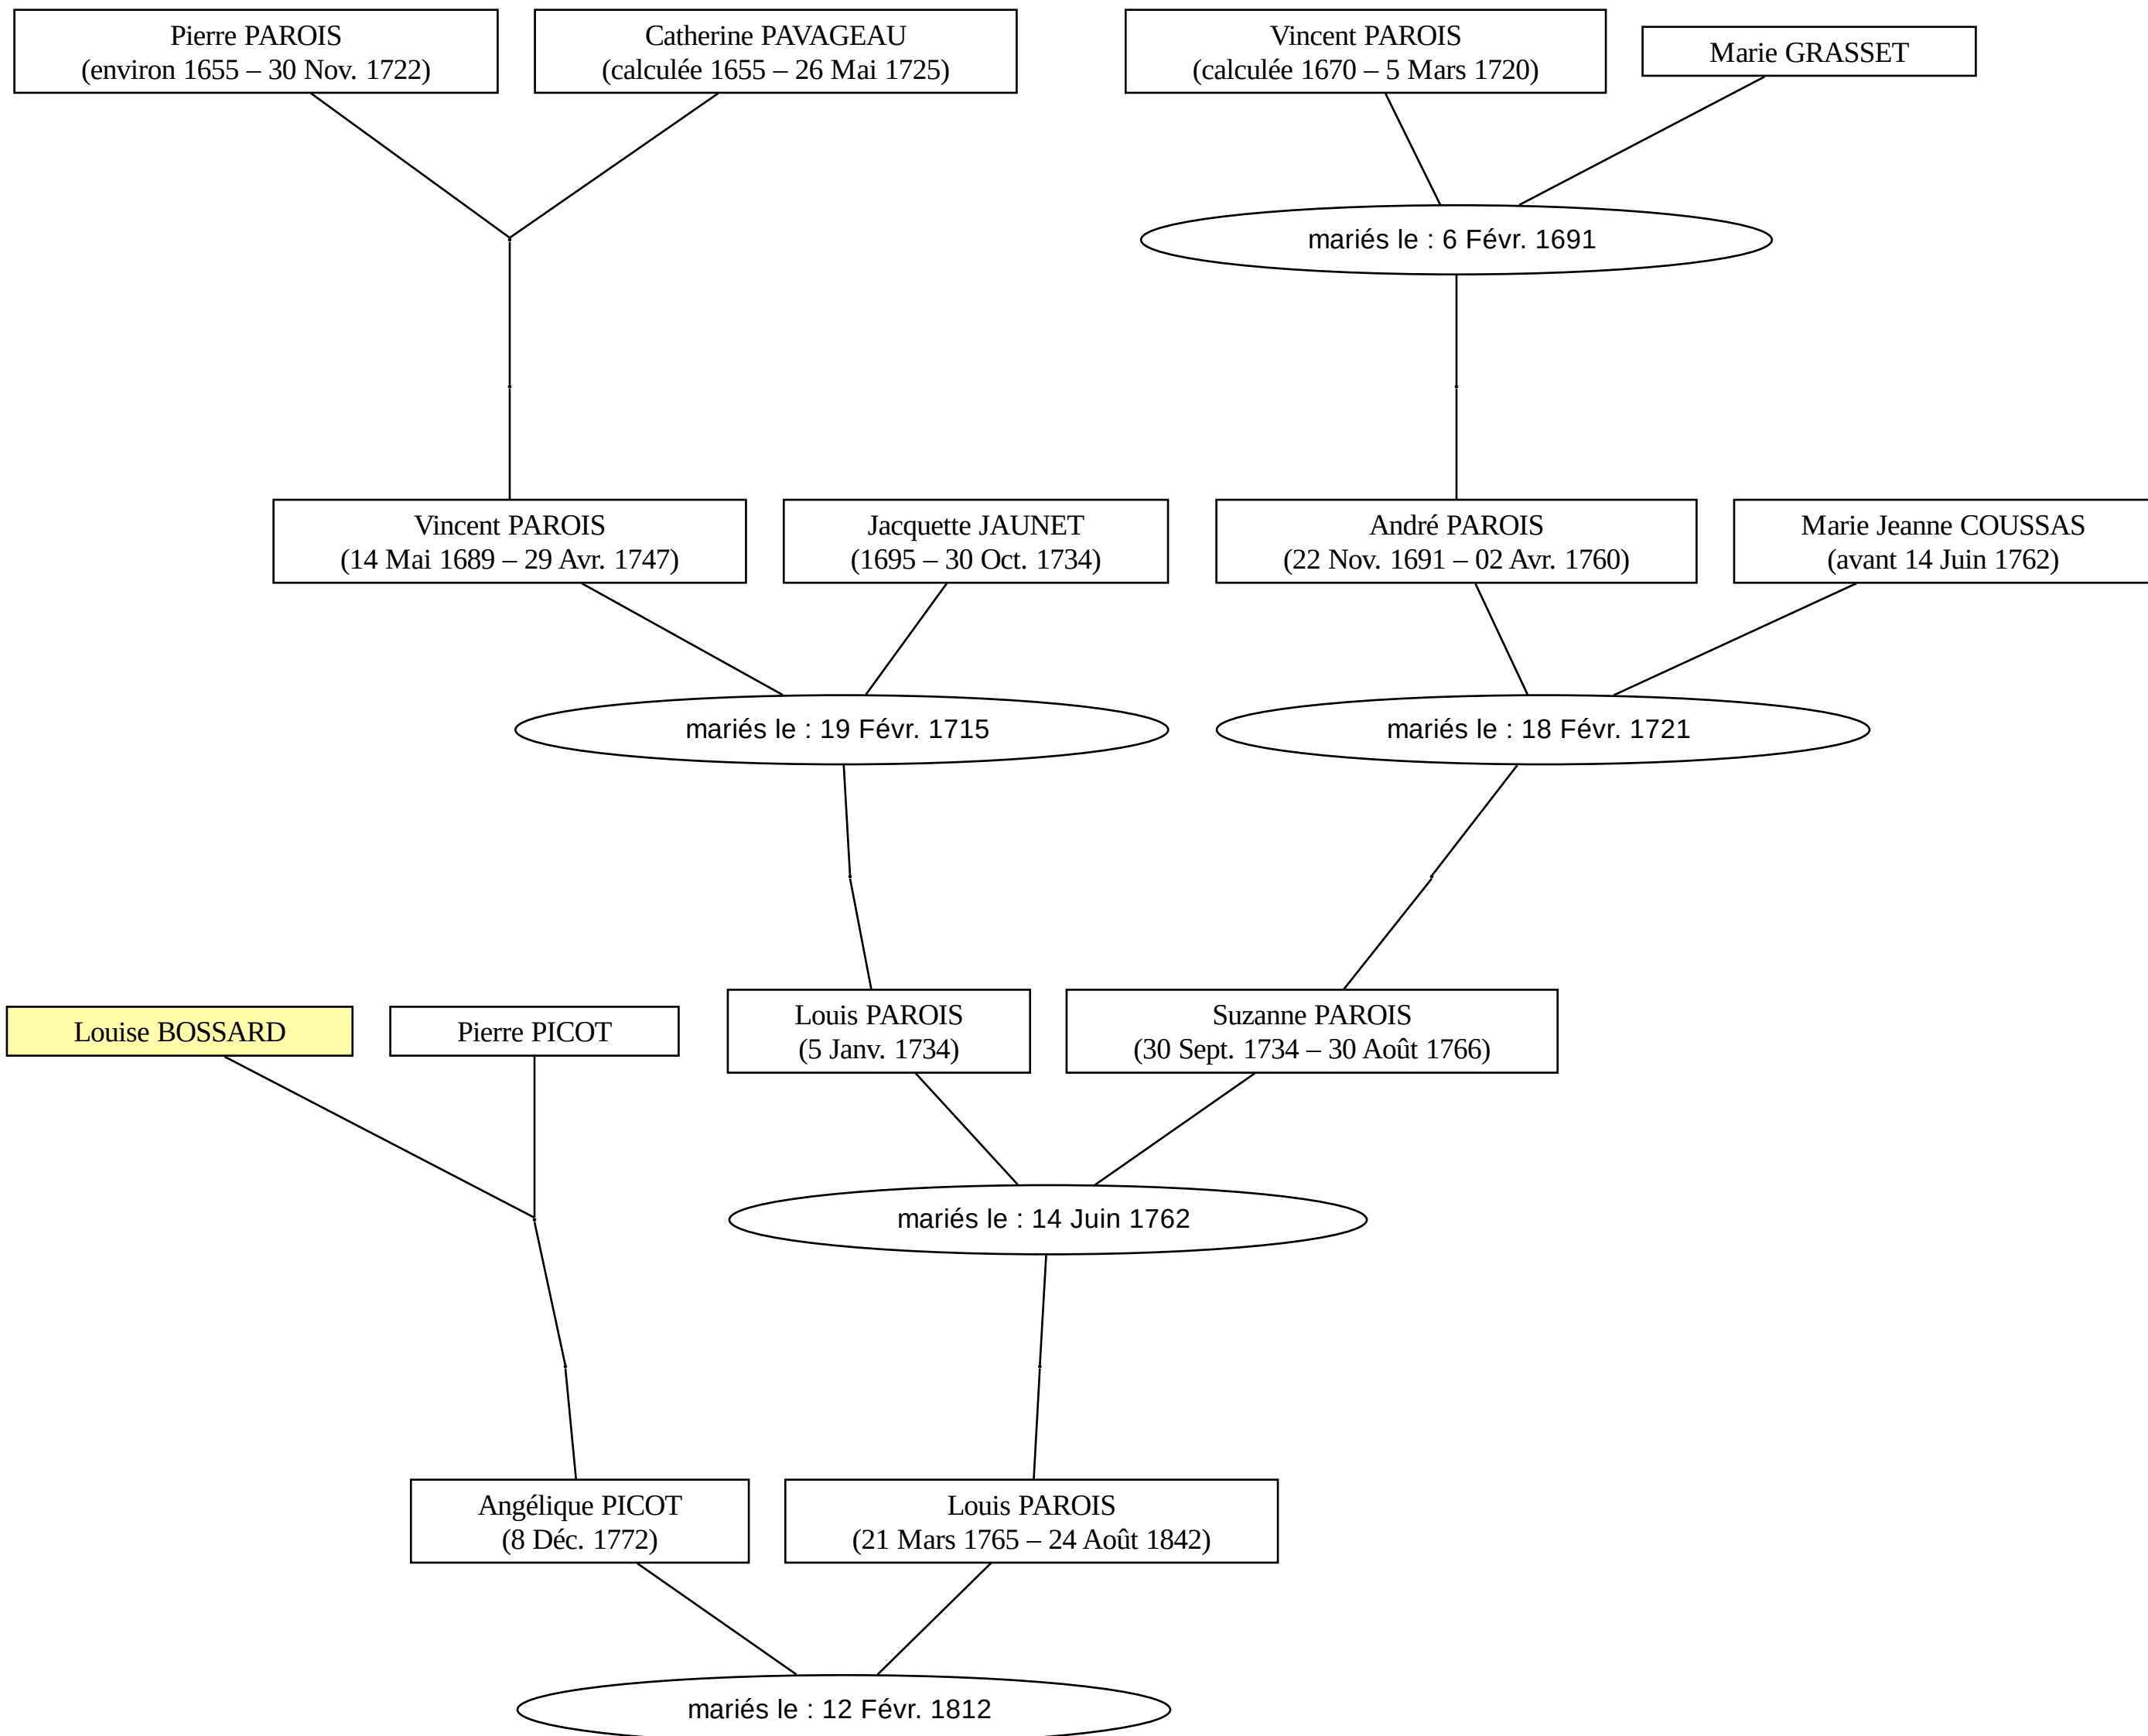 Pierre PAROIS
(environ 1655 – 30 Nov. 1722)
Catherine PAVAGEAU
(calculée 1655 – 26 Mai 1725)
Vincent PAROIS
(calculée 1670 – 5 Mars 1720)
Marie GRASSET
mariés le : 6 Févr. 1691
Vincent PAROIS
(14 Mai 1689 – 29 Avr. 1747)
Jacquette JAUNET
(1695 – 30 Oct. 1734)
André PAROIS
(22 Nov. 1691 – 02 Avr. 1760)
Marie Jeanne COUSSAS
(avant 14 Juin 1762)
mariés le : 19 Févr. 1715
mariés le : 18 Févr. 1721
Louise BOSSARD
Pierre PICOT
Louis PAROIS
(5 Janv. 1734)
Suzanne PAROIS
(30 Sept. 1734 – 30 Août 1766)
mariés le : 14 Juin 1762
Angélique PICOT
(8 Déc. 1772)
Louis PAROIS
(21 Mars 1765 – 24 Août 1842)
mariés le : 12 Févr. 1812